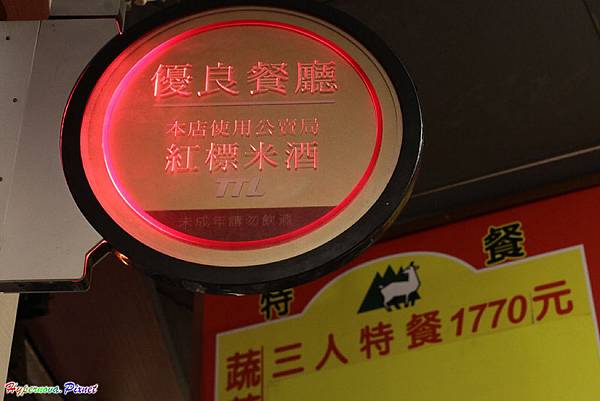 優良餐廳
本店使用公賣局
紅標米酒
TTL
未成年請勿飲酒
特餐
三人特餐1770元
蔬
Hypernova.Pixnet